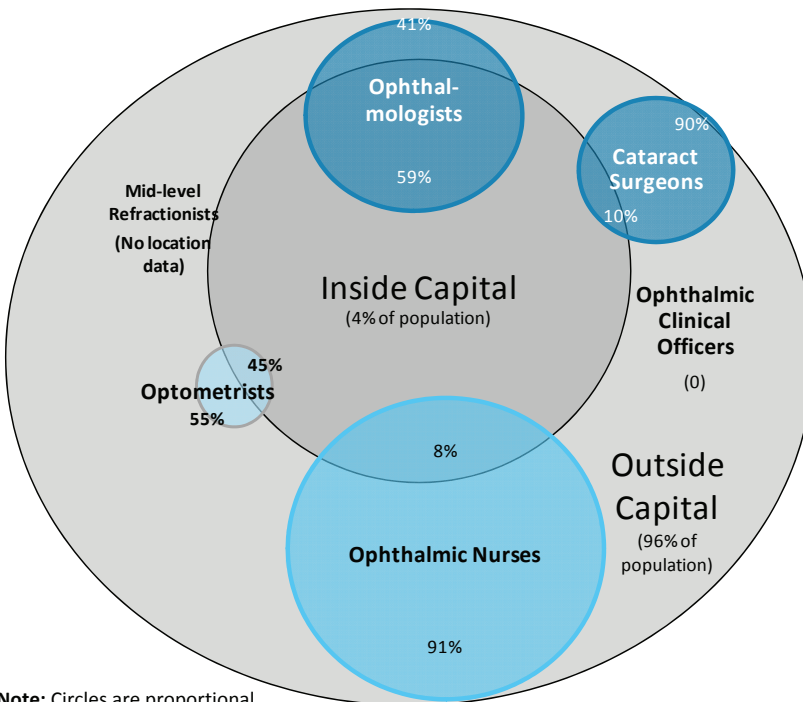 41%
Ophthal-
mologists
59%
90%
Cataract
Surgeons
10%
Mid-level
Refractionists
(No location
data)
Inside Capital
(4% of population)
Ophthalmic
Clinical
Officers
(0)
45%
Optometrists
55%
8%
Outside
Capital
(96% of
population)
Ophthalmic Nurses
91%
Note: Circles are proportional